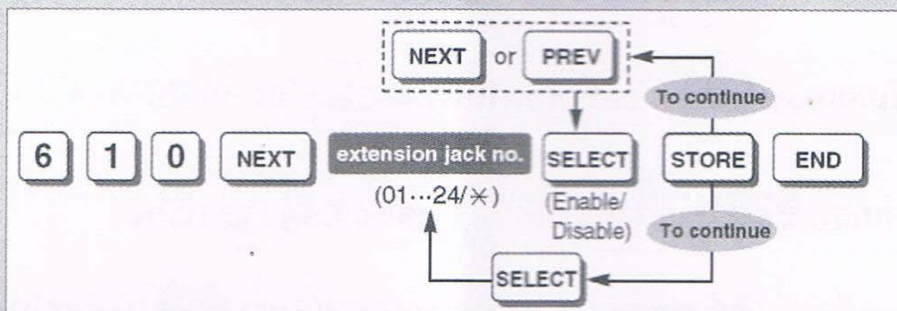 NEXT or PREV
To continue
6 1 0 NEXT extension jack no. SELECT STORE END
(01···24/✳) (Enable/
Disable)
To continue
SELECT